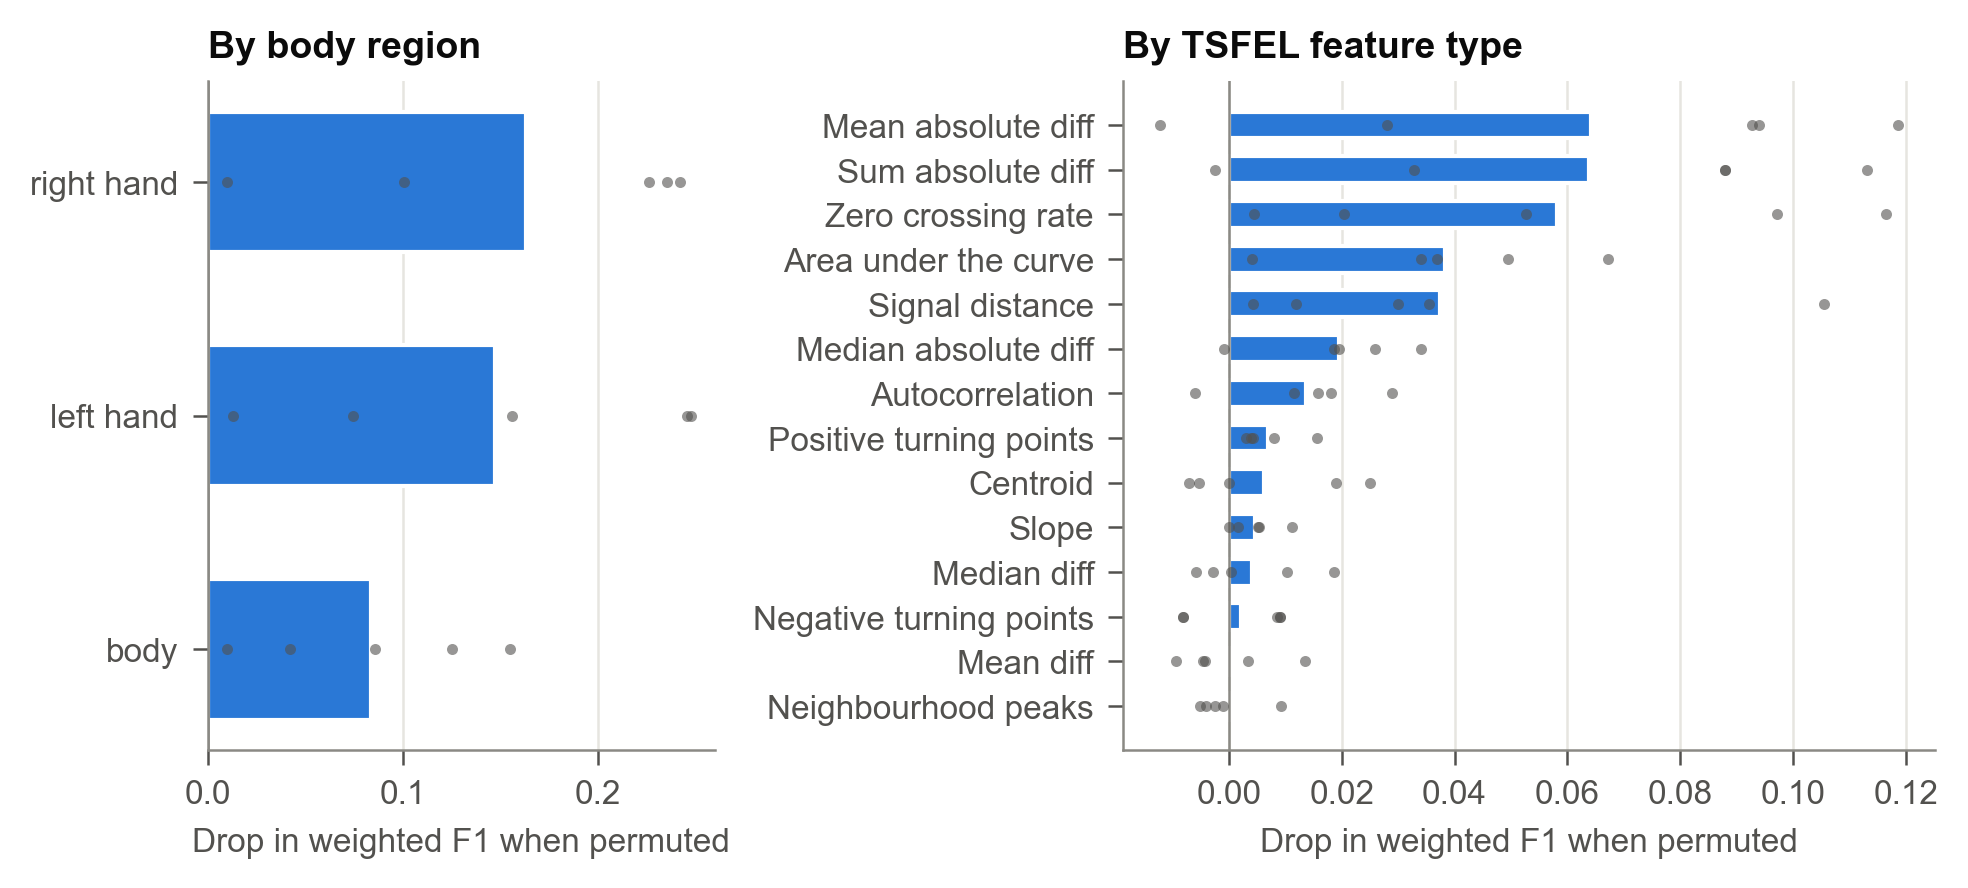 By body region
right hand
left hand
body
0.0 0.1 0.2
Drop in weighted F1 when permuted
By TSFEL feature type
Mean absolute diff
Sum absolute diff
Zero crossing rate
Area under the curve
Signal distance
Median absolute diff
Autocorrelation
Positive turning points
Centroid
Slope
Median diff
Negative turning points
Mean diff
Neighbourhood peaks
0.00 0.02 0.04 0.06 0.08 0.10 0.12
Drop in weighted F1 when permuted